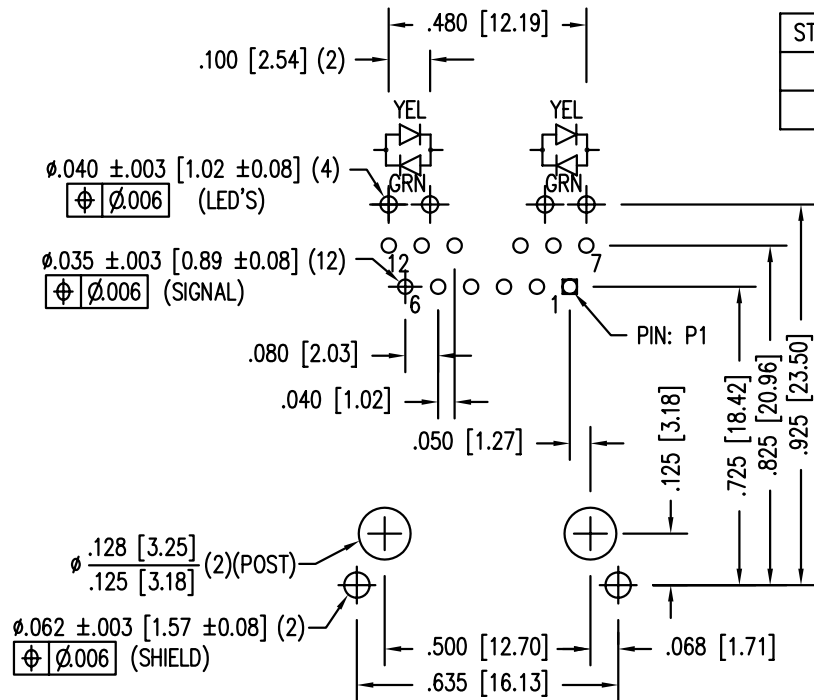 .480 [12.19]
ST
.100 [2.54] (2)
YEL
YEL
ø.040 ±.003 [1.02 ±0.08] (4)
GRN
GRN
⌖ Ø.006 (LED'S)
12
7
ø.035 ±.003 [0.89 ±0.08] (12)
⌖ Ø.006 (SIGNAL)
6
1
PIN: P1
.080 [2.03]
.040 [1.02]
.050 [1.27]
.125 [3.18]
.725 [18.42]
.825 [20.96]
.925 [23.50]
ø .128 [3.25]
.125 [3.18] (2)(POST)
ø.062 ±.003 [1.57 ±0.08] (2)
⌖ Ø.006 (SHIELD)
.500 [12.70]
.068 [1.71]
.635 [16.13]